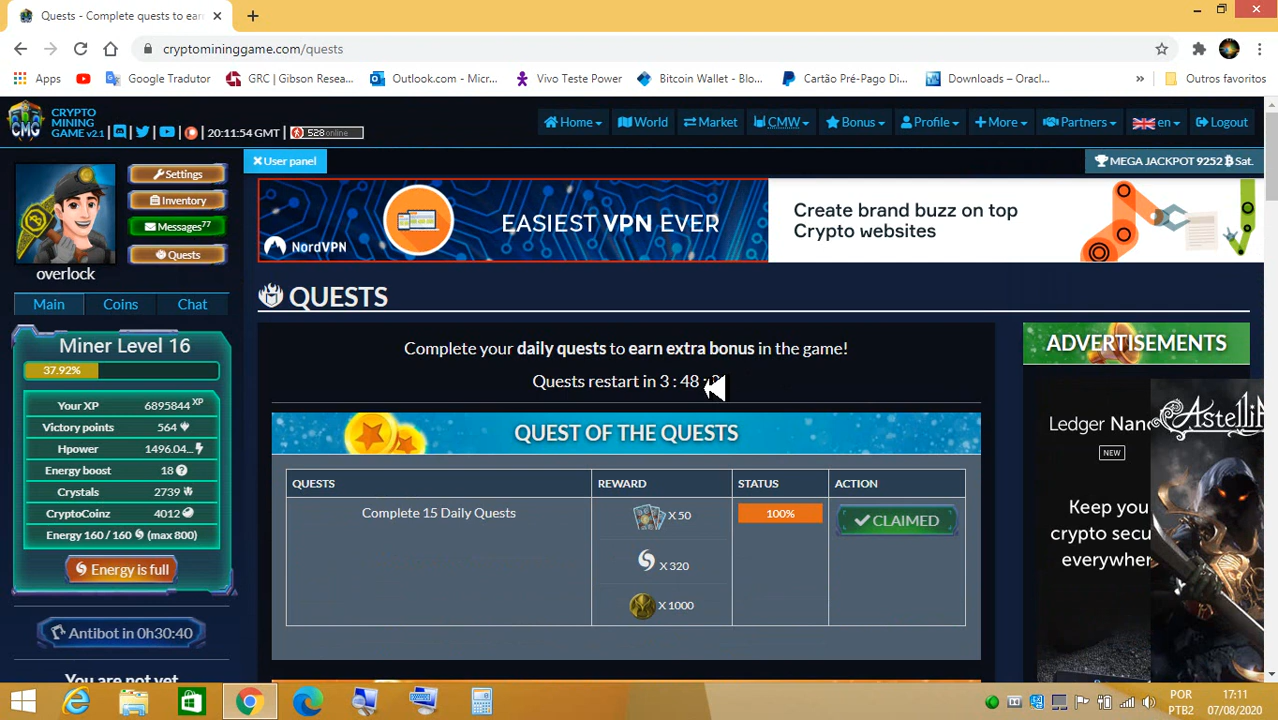 Quests - Complete quests to ear
cryptomininggame.com/quests
Apps
Google Tradutor
GRC | Gibson Resea...
Outlook.com - Micr...
Vivo Teste Power
Bitcoin Wallet - Blo...
Cartão Pré-Pago Di...
Downloads – Oracl...
»
Outros favoritos
CMG
CRYPTO
MINING
GAME v2.1
20:11:54 GMT
528 online
Home
World
Market
CMW
Bonus
Profile
More
Partners
en
Logout
User panel
MEGA JACKPOT 9252 Sat.
Settings
Inventory
Messages 77
Quests
overlock
NordVPN
EASIEST VPN EVER
Create brand buzz on top
Crypto websites
Main
Coins
Chat
QUESTS
Miner Level 16
37.92%
Your XP 6895844 XP
Victory points 564
Hpower 1496.04...
Energy boost 18
Crystals 2739
CryptoCoinz 4012
Energy 160 / 160 (max 800)
Energy is full
Antibot in 0h30:40
You are not yet
Complete your daily quests to earn extra bonus in the game!
Quests restart in 3 : 48 :
QUEST OF THE QUESTS
QUESTS REWARD STATUS ACTION
Complete 15 Daily Quests X 50 100% CLAIMED
X 320
X 1000
ADVERTISEMENTS
Ledger Nan
NEW
Keep you
crypto secu
everywher
POR
PTB2
17:11
07/08/2020